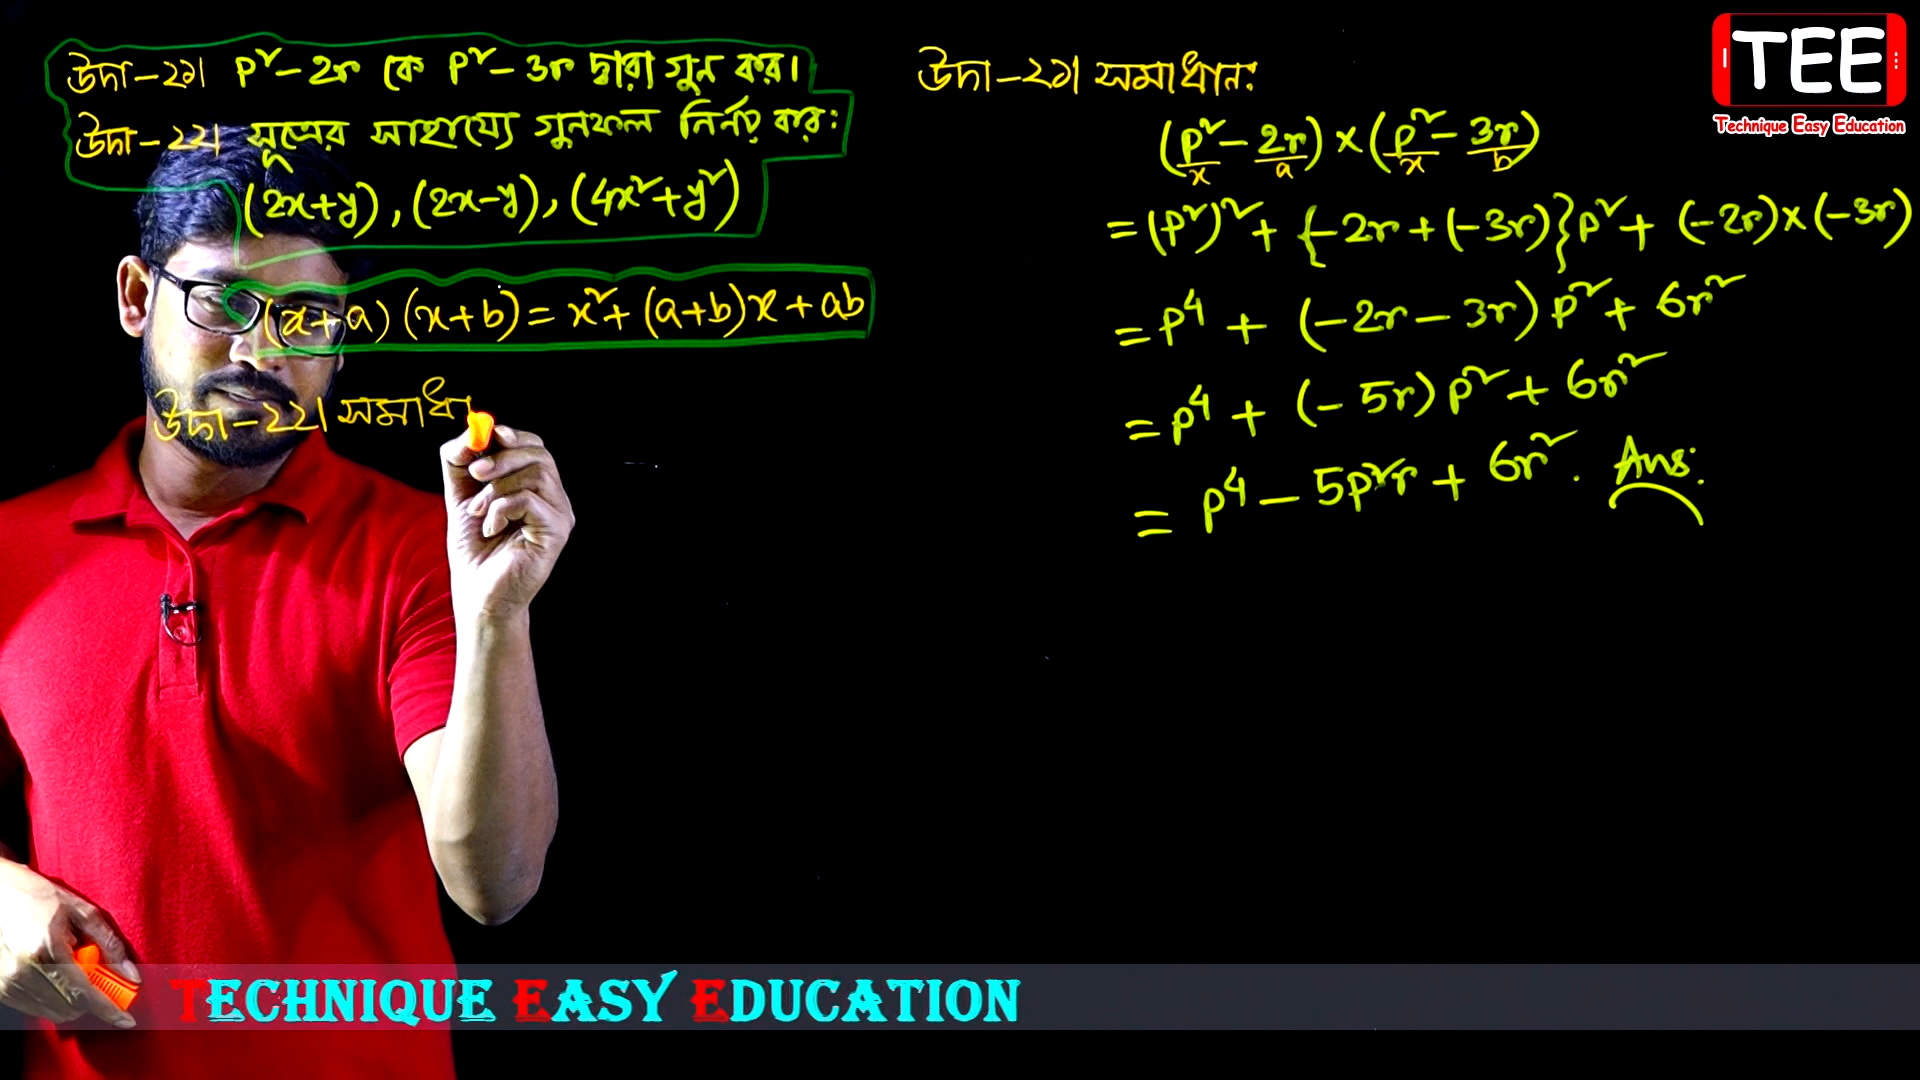 উদা-২১। p²-2r কে p²-3r দ্বারা গুন কর।
উদা-২২। সূত্রের সাহায্যে গুনফল নির্নয় কর:
(2x+y), (2x-y), (4x²+y²)
(x+a) (x+b) = x²+ (a+b)x + ab
উদা-২২। সমাধা
উদা-২১। সমাধান:
(p²-2r) × (p²-3r)
x a x b
= (p²)² + {-2r + (-3r)}p² + (-2r)×(-3r)
= p⁴ + (-2r-3r) p² + 6r²
= p⁴ + (-5r) p² + 6r²
= p⁴ - 5p²r + 6r². Ans:
TEE
Technique Easy Education
TECHNIQUE EASY EDUCATION